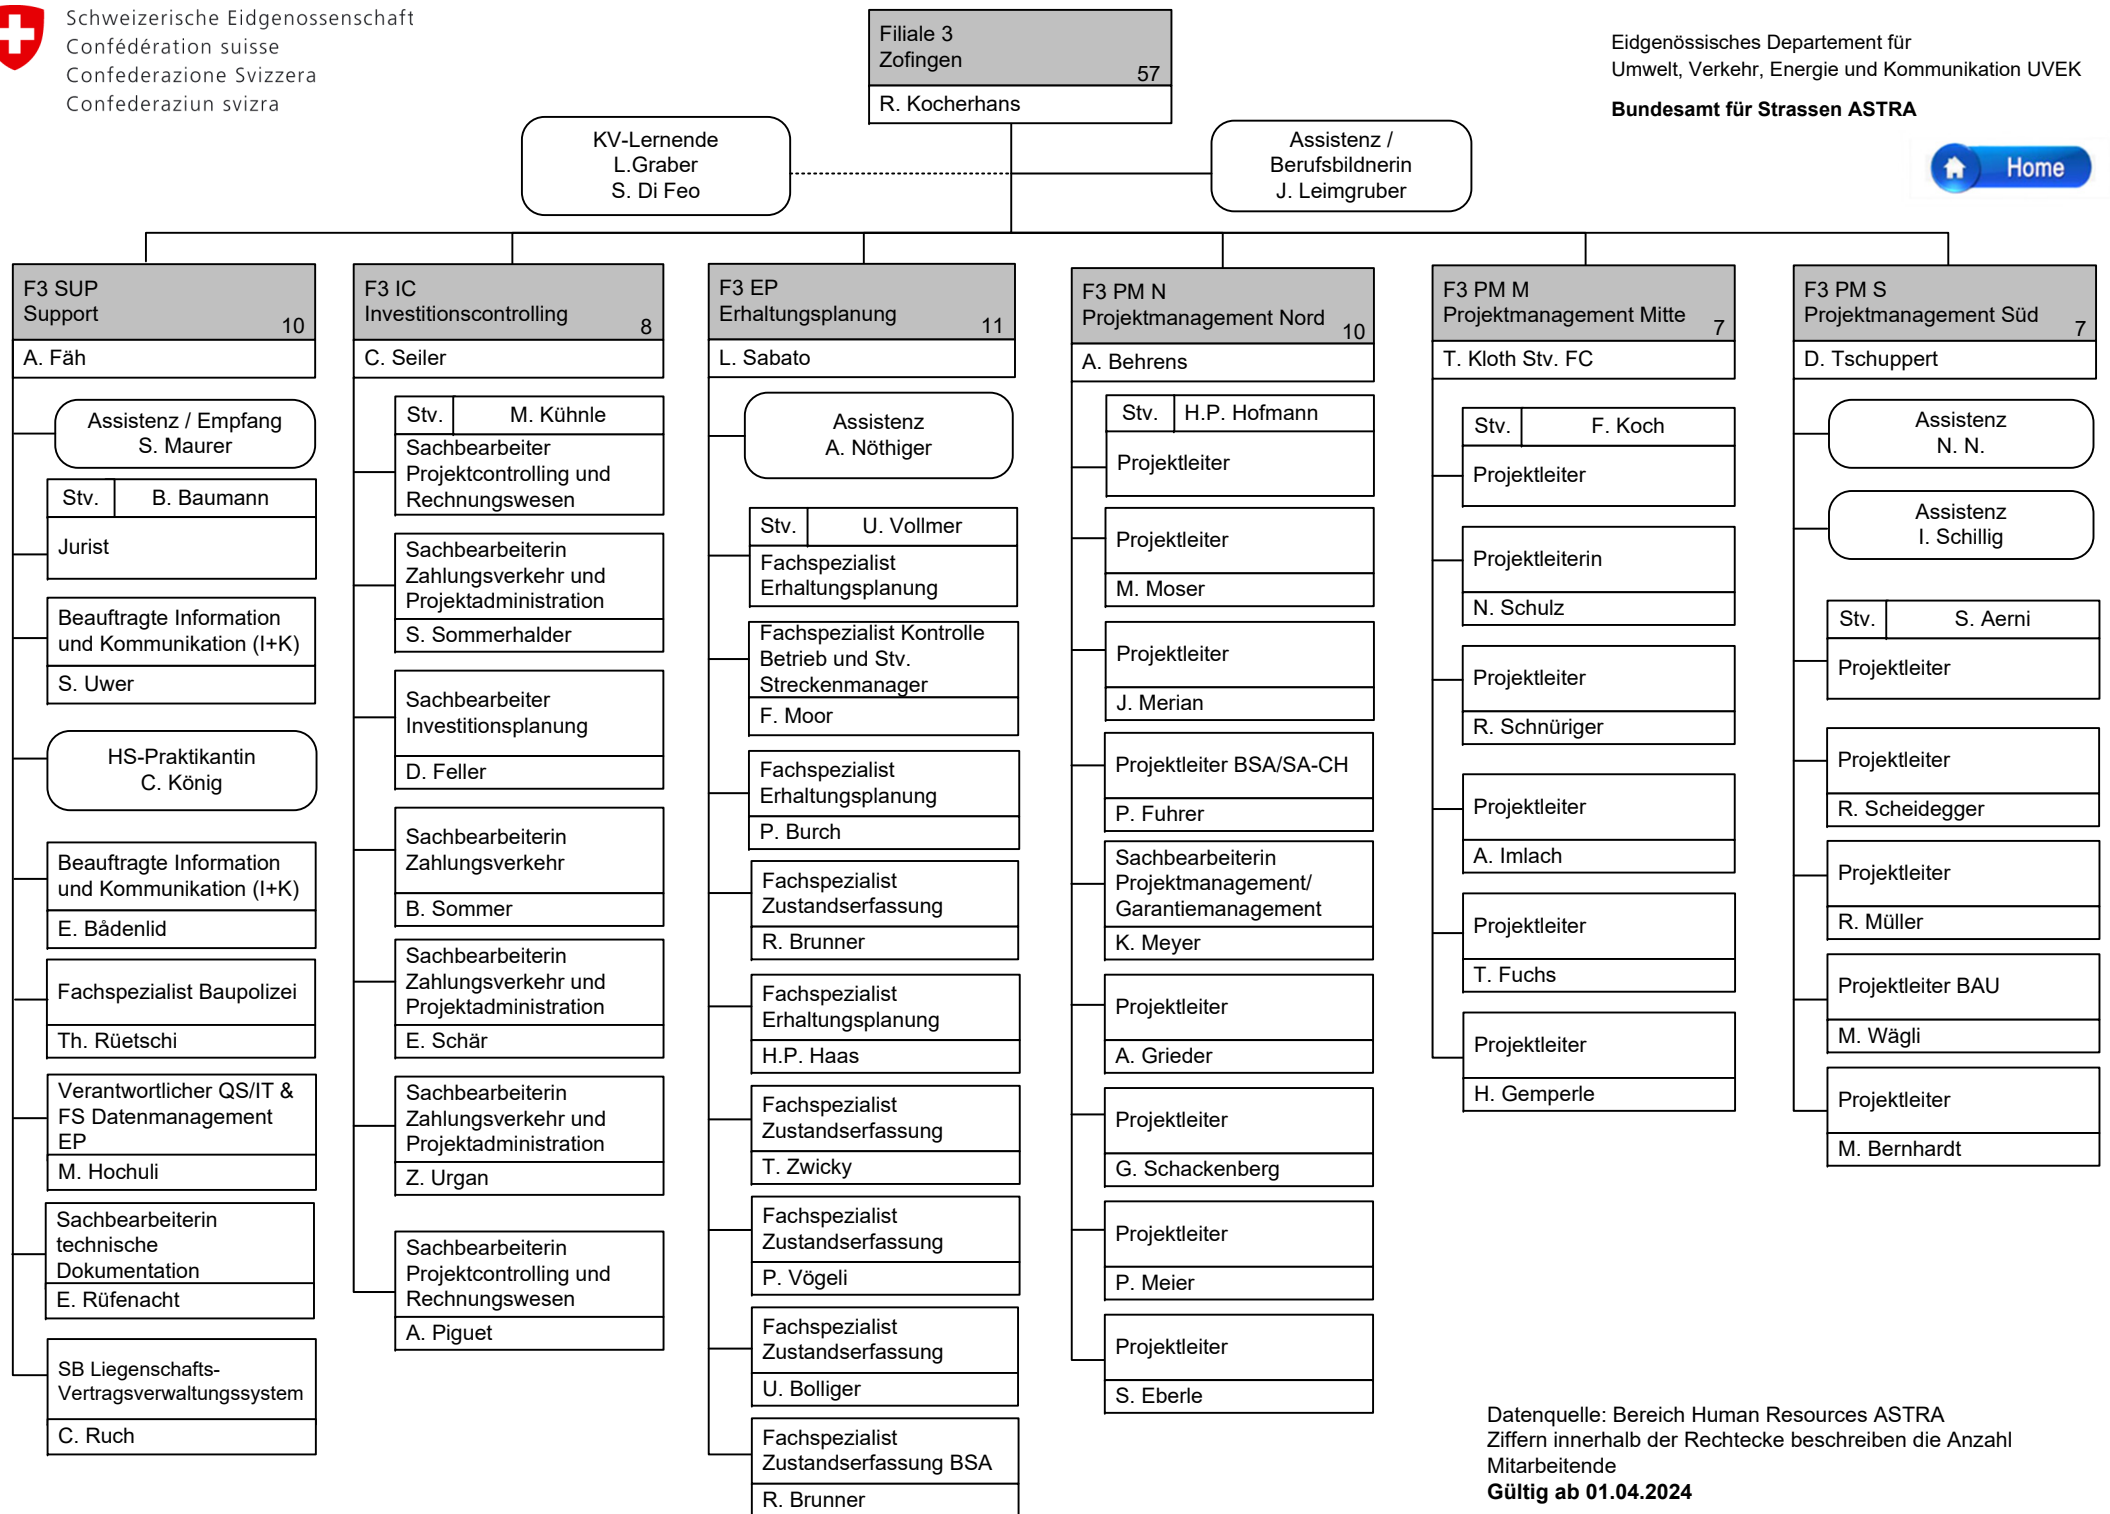 Schweizerische Eidgenossenschaft
Confédération suisse
Confederazione Svizzera
Confederaziun svizra
Filiale 3
Zofingen
57
R. Kocherhans
Eidgenössisches Departement für
Umwelt, Verkehr, Energie und Kommunikation UVEK
Bundesamt für Strassen ASTRA
Home
KV-Lernende
L.Graber
S. Di Feo
Assistenz /
Berufsbildnerin
J. Leimgruber
F3 SUP
Support
10
A. Fäh
Assistenz / Empfang
S. Maurer
Stv. B. Baumann
Jurist
Beauftragte Information
und Kommunikation (I+K)
S. Uwer
HS-Praktikantin
C. König
Beauftragte Information
und Kommunikation (I+K)
E. Bådenlid
Fachspezialist Baupolizei
Th. Rüetschi
Verantwortlicher QS/IT &
FS Datenmanagement
EP
M. Hochuli
Sachbearbeiterin
technische
Dokumentation
E. Rüfenacht
SB Liegenschafts-
Vertragsverwaltungssystem
C. Ruch
F3 IC
Investitionscontrolling
8
C. Seiler
Stv. M. Kühnle
Sachbearbeiter
Projektcontrolling und
Rechnungswesen
Sachbearbeiterin
Zahlungsverkehr und
Projektadministration
S. Sommerhalder
Sachbearbeiter
Investitionsplanung
D. Feller
Sachbearbeiterin
Zahlungsverkehr
B. Sommer
Sachbearbeiterin
Zahlungsverkehr und
Projektadministration
E. Schär
Sachbearbeiterin
Zahlungsverkehr und
Projektadministration
Z. Urgan
Sachbearbeiterin
Projektcontrolling und
Rechnungswesen
A. Piguet
F3 EP
Erhaltungsplanung
11
L. Sabato
Assistenz
A. Nöthiger
Stv. U. Vollmer
Fachspezialist
Erhaltungsplanung
Fachspezialist Kontrolle
Betrieb und Stv.
Streckenmanager
F. Moor
Fachspezialist
Erhaltungsplanung
P. Burch
Fachspezialist
Zustandserfassung
R. Brunner
Fachspezialist
Erhaltungsplanung
H.P. Haas
Fachspezialist
Zustandserfassung
T. Zwicky
Fachspezialist
Zustandserfassung
P. Vögeli
Fachspezialist
Zustandserfassung
U. Bolliger
Fachspezialist
Zustandserfassung BSA
R. Brunner
F3 PM N
Projektmanagement Nord
10
A. Behrens
Stv. H.P. Hofmann
Projektleiter
Projektleiter
M. Moser
Projektleiter
J. Merian
Projektleiter BSA/SA-CH
P. Fuhrer
Sachbearbeiterin
Projektmanagement/
Garantiemanagement
K. Meyer
Projektleiter
A. Grieder
Projektleiter
G. Schackenberg
Projektleiter
P. Meier
Projektleiter
S. Eberle
F3 PM M
Projektmanagement Mitte
7
T. Kloth Stv. FC
Stv. F. Koch
Projektleiter
Projektleiterin
N. Schulz
Projektleiter
R. Schnüriger
Projektleiter
A. Imlach
Projektleiter
T. Fuchs
Projektleiter
H. Gemperle
F3 PM S
Projektmanagement Süd
7
D. Tschuppert
Assistenz
N. N.
Assistenz
I. Schillig
Stv. S. Aerni
Projektleiter
Projektleiter
R. Scheidegger
Projektleiter
R. Müller
Projektleiter BAU
M. Wägli
Projektleiter
M. Bernhardt
Datenquelle: Bereich Human Resources ASTRA
Ziffern innerhalb der Rechtecke beschreiben die Anzahl
Mitarbeitende
Gültig ab 01.04.2024